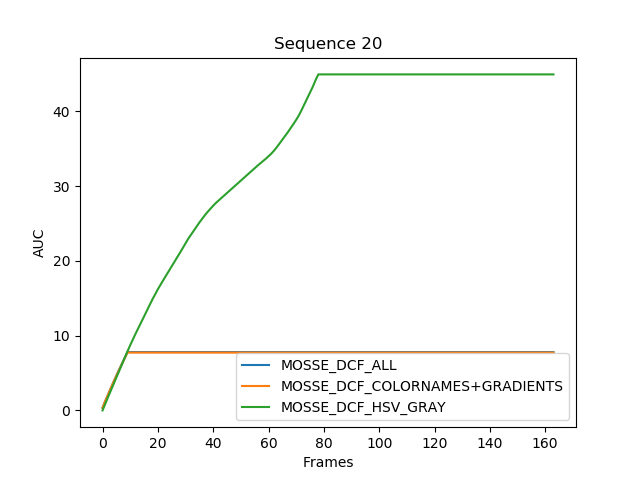 Sequence 20
AUC
40
30
20
10
0
MOSSE_DCF_ALL
MOSSE_DCF_COLORNAMES+GRADIENTS
MOSSE_DCF_HSV_GRAY
0 20 40 60 80 100 120 140 160
Frames